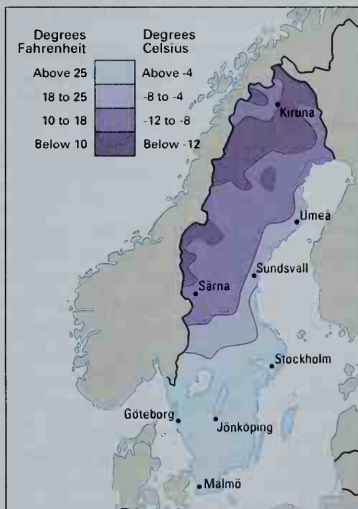 Degrees Fahrenheit
Degrees Celsius
Above 25
Above -4
18 to 25
-8 to -4
10 to 18
-12 to -8
Below 10
Below -12
Kiruna
Umeå
Sundsvall
Särna
Stockholm
Göteborg
Jönköping
Malmö